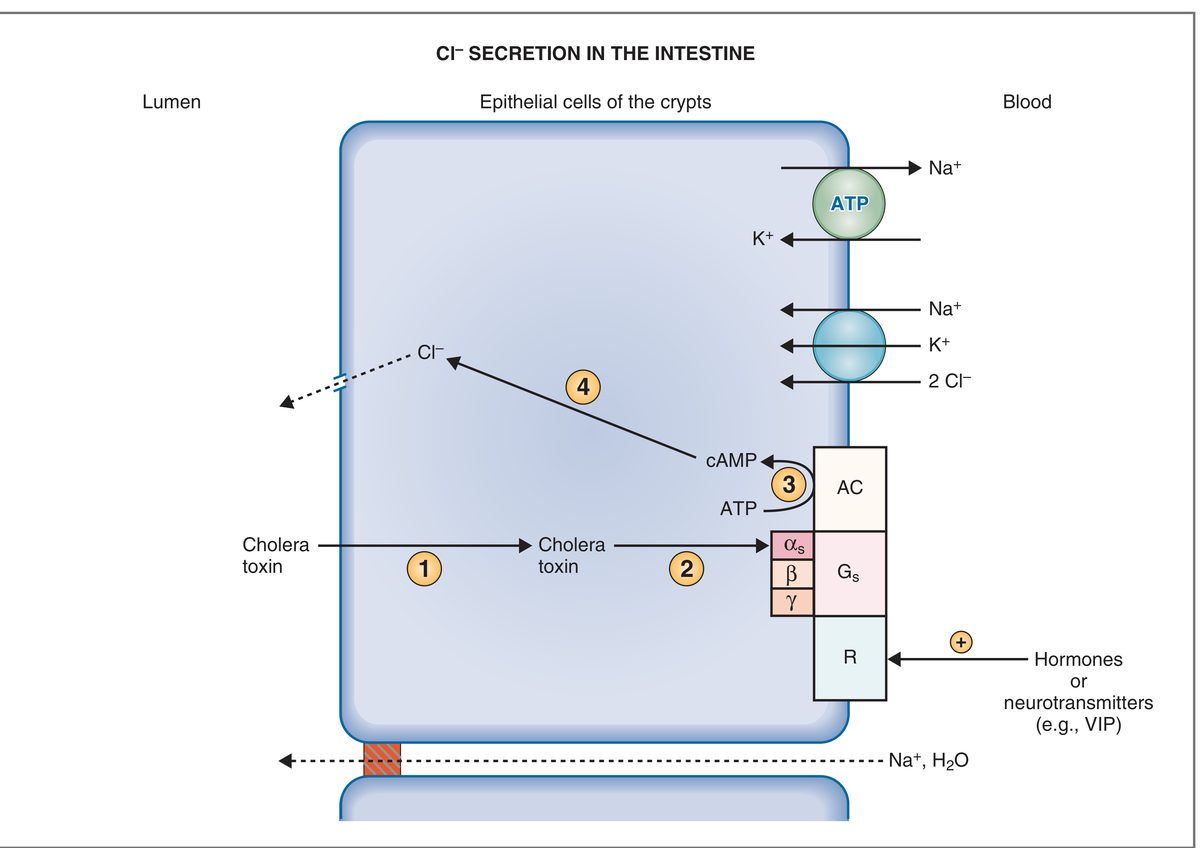 Cl⁻ SECRETION IN THE INTESTINE
Lumen
Epithelial cells of the crypts
Blood
Na⁺
ATP
K⁺
Na⁺
K⁺
2 Cl⁻
Cl⁻
4
cAMP
3
ATP
AC
Cholera
toxin
1
Cholera
toxin
2
αₛ
β
γ
Gₛ
R
+
Hormones
or
neurotransmitters
(e.g., VIP)
Na⁺, H₂O